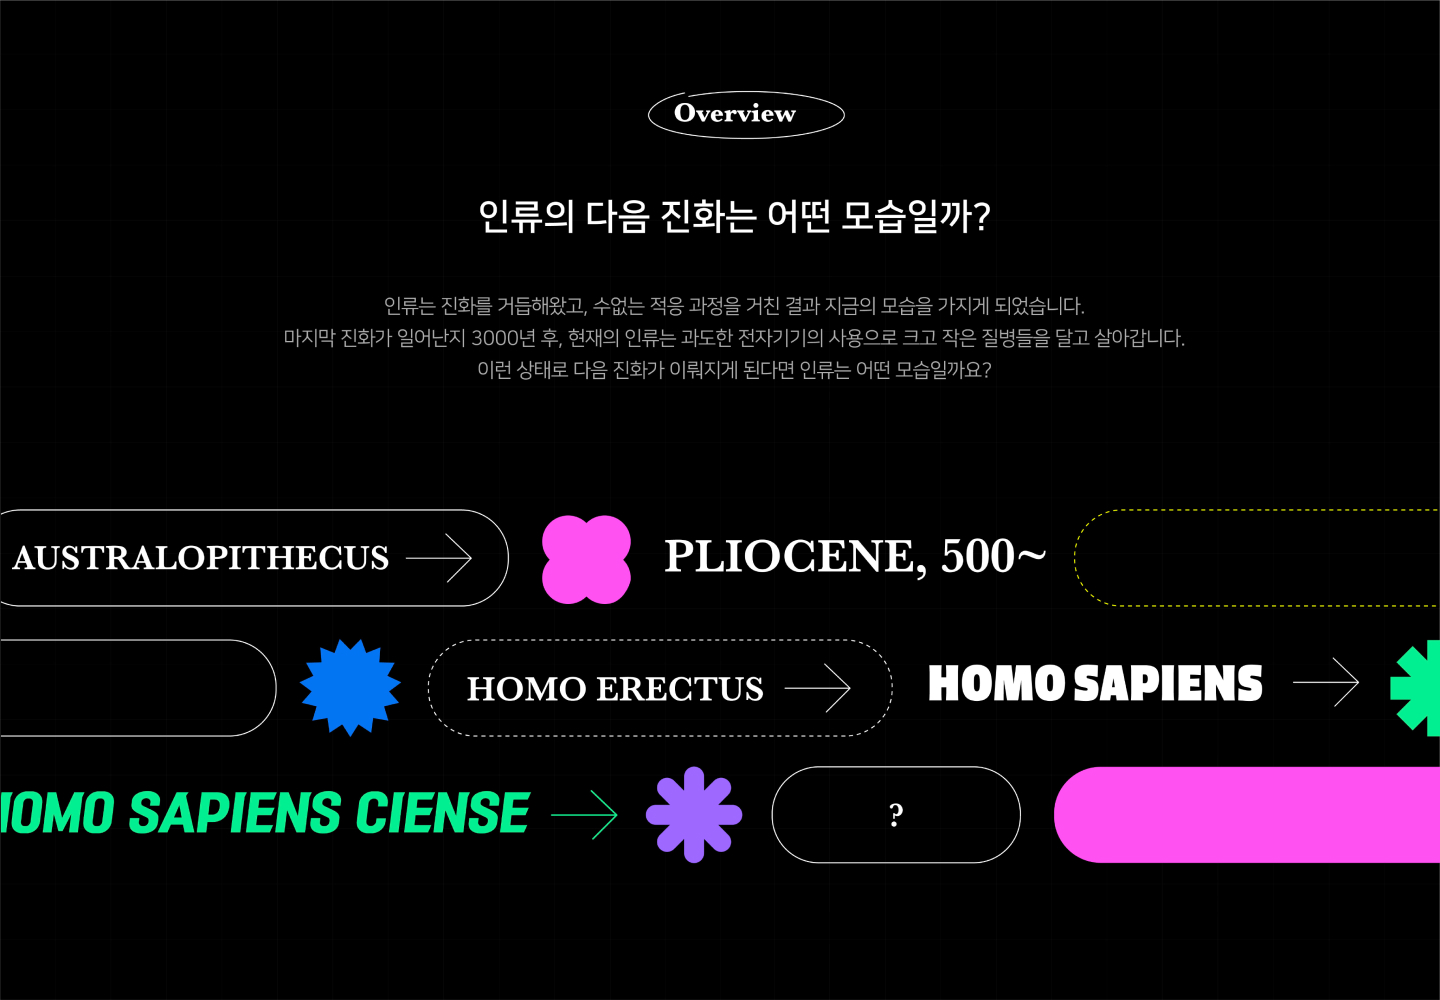 Overview
인류의 다음 진화는 어떤 모습일까?
인류는 진화를 거듭해왔고, 수없는 적응 과정을 거친 결과 지금의 모습을 가지게 되었습니다.
마지막 진화가 일어난지 3000년 후, 현재의 인류는 과도한 전자기기의 사용으로 크고 작은 질병들을 달고 살아갑니다.
이런 상태로 다음 진화가 이뤄지게 된다면 인류는 어떤 모습일까요?
AUSTRALOPITHECUS
PLIOCENE, 500~
HOMO ERECTUS
HOMO SAPIENS
HOMO SAPIENS CIENSE
?